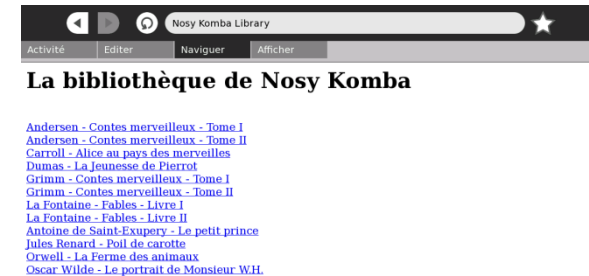 Nosy Komba Library
Activité Editer Naviguer Afficher
La bibliothèque de Nosy Komba
Andersen - Contes merveilleux - Tome I
Andersen - Contes merveilleux - Tome II
Carroll - Alice au pays des merveilles
Dumas - La Jeunesse de Pierrot
Grimm - Contes merveilleux - Tome I
Grimm - Contes merveilleux - Tome II
La Fontaine - Fables - Livre I
La Fontaine - Fables - Livre II
Antoine de Saint-Exupery - Le petit prince
Jules Renard - Poil de carotte
Orwell - La Ferme des animaux
Oscar Wilde - Le portrait de Monsieur W.H.